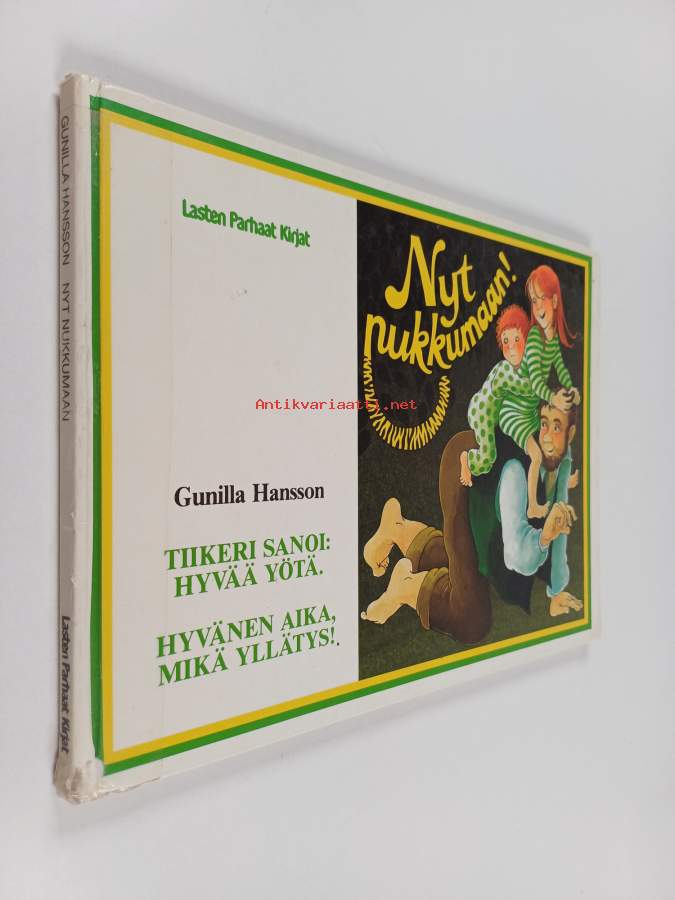 GUNILLA HANSSON NYT NUKKUMAAN
Lasten Parhaat Kirjat
Lasten Parhaat Kirjat
Nyt
nukkumaan!
Antikvariaatti.net
Gunilla Hansson
TIIKERI SANOI:
HYVÄÄ YÖTÄ.
HYVÄNEN AIKA,
MIKÄ YLLÄTYS!.